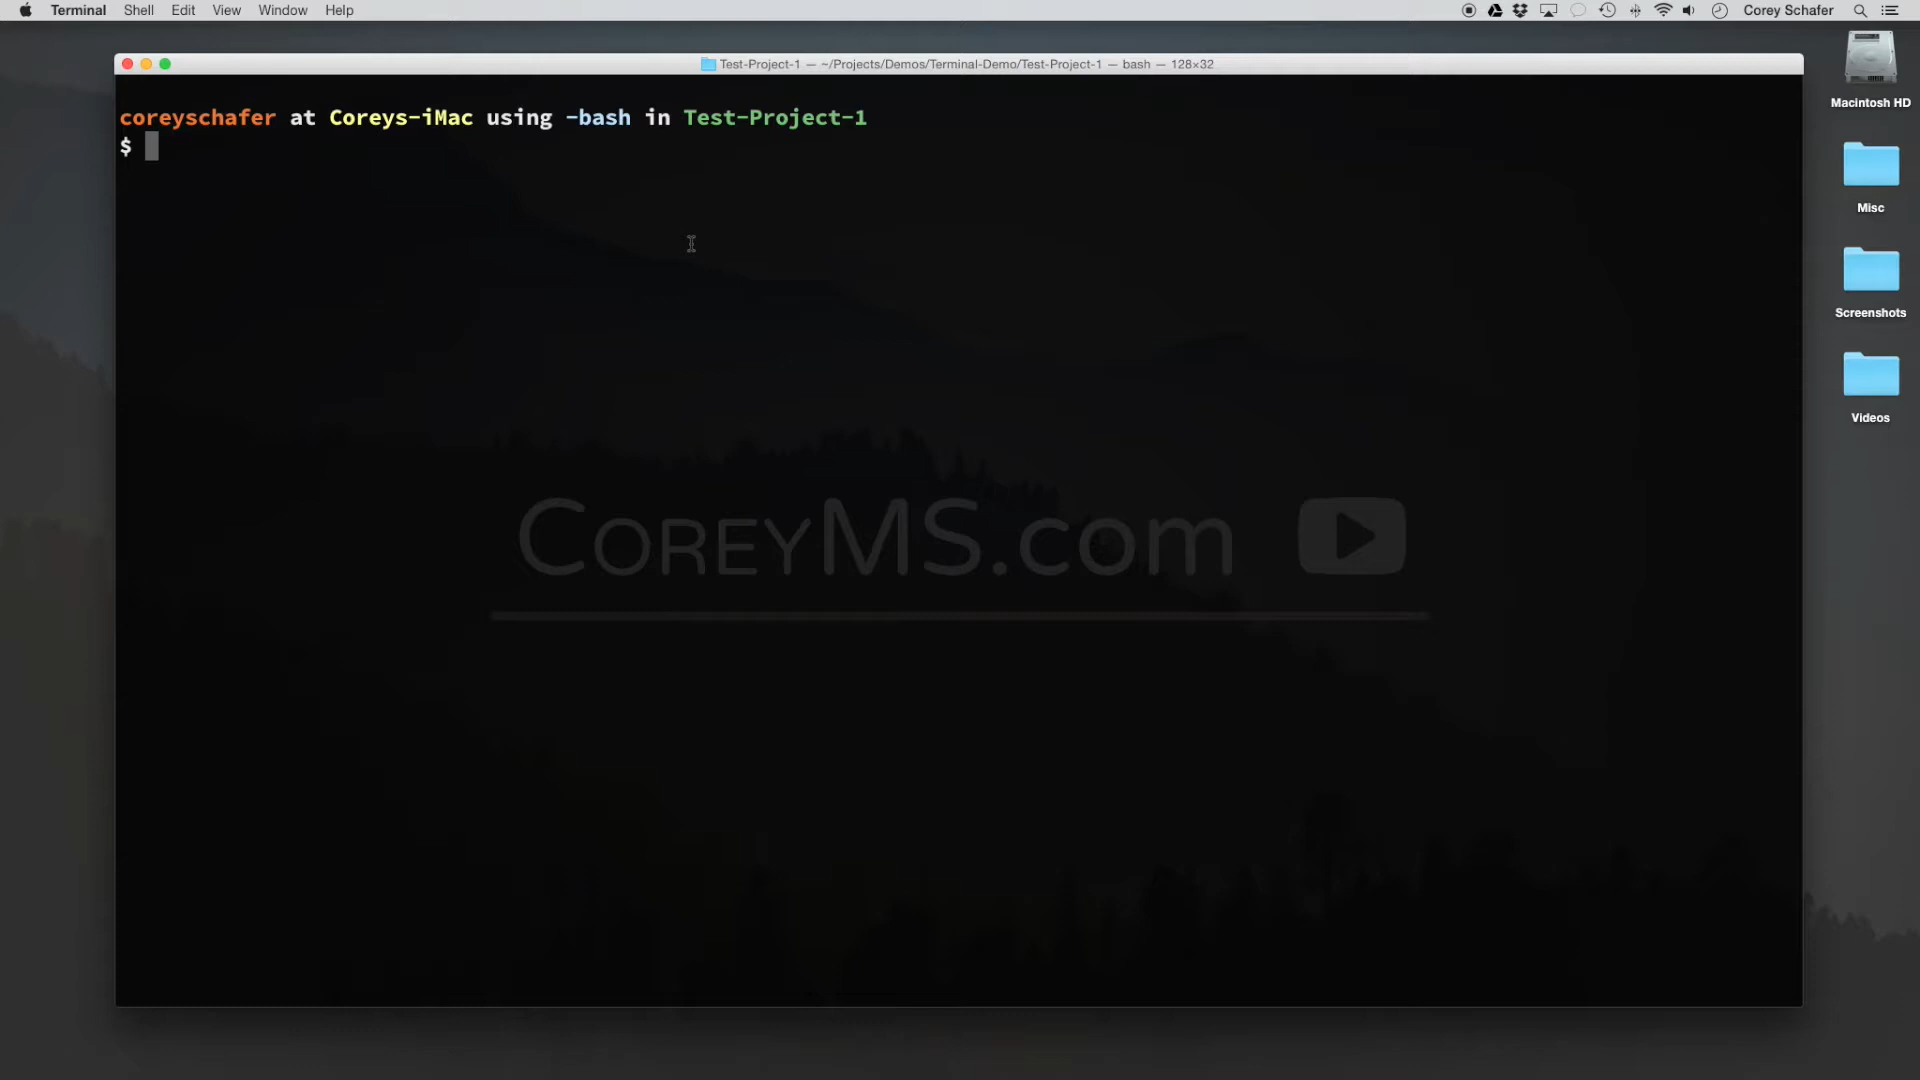 Terminal Shell Edit View Window Help Corey Schafer
Test-Project-1 — ~/Projects/Demos/Terminal-Demo/Test-Project-1 — bash — 128×32
coreyschafer at Coreys-iMac using -bash in Test-Project-1
$
Macintosh HD
Misc
Screenshots
Videos
CoreyMS.com